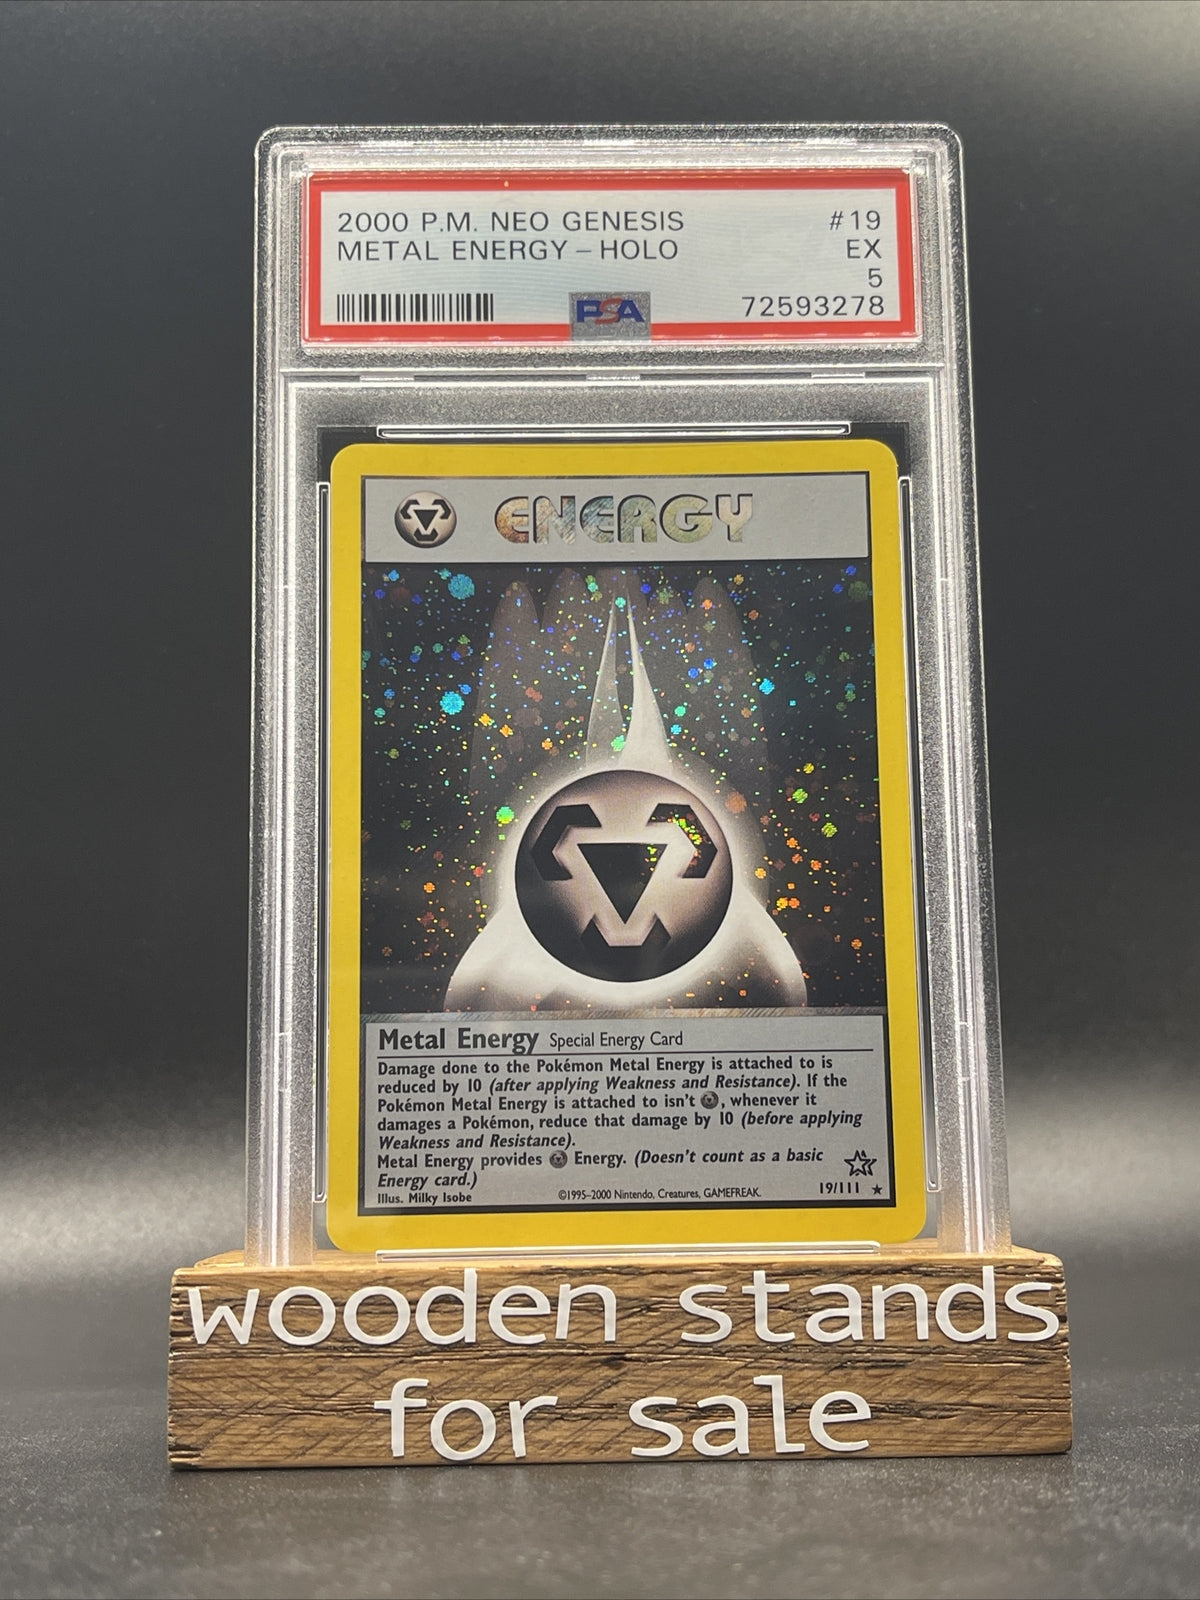 2000 P.M. NEO GENESIS #19
METAL ENERGY - HOLO EX
5
PSA 72593278
ENERGY
Metal Energy Special Energy Card
Damage done to the Pokémon Metal Energy is attached to is
reduced by 10 (after applying Weakness and Resistance). If the
Pokémon Metal Energy is attached to isn't , whenever it
damages a Pokémon, reduce that damage by 10 (before applying
Weakness and Resistance).
Metal Energy provides Energy. (Doesn't count as a basic
Energy card.)
Illus. Milky Isobe ©1995-2000 Nintendo, Creatures, GAMEFREAK. 19/111 ★
wooden stands
for sale